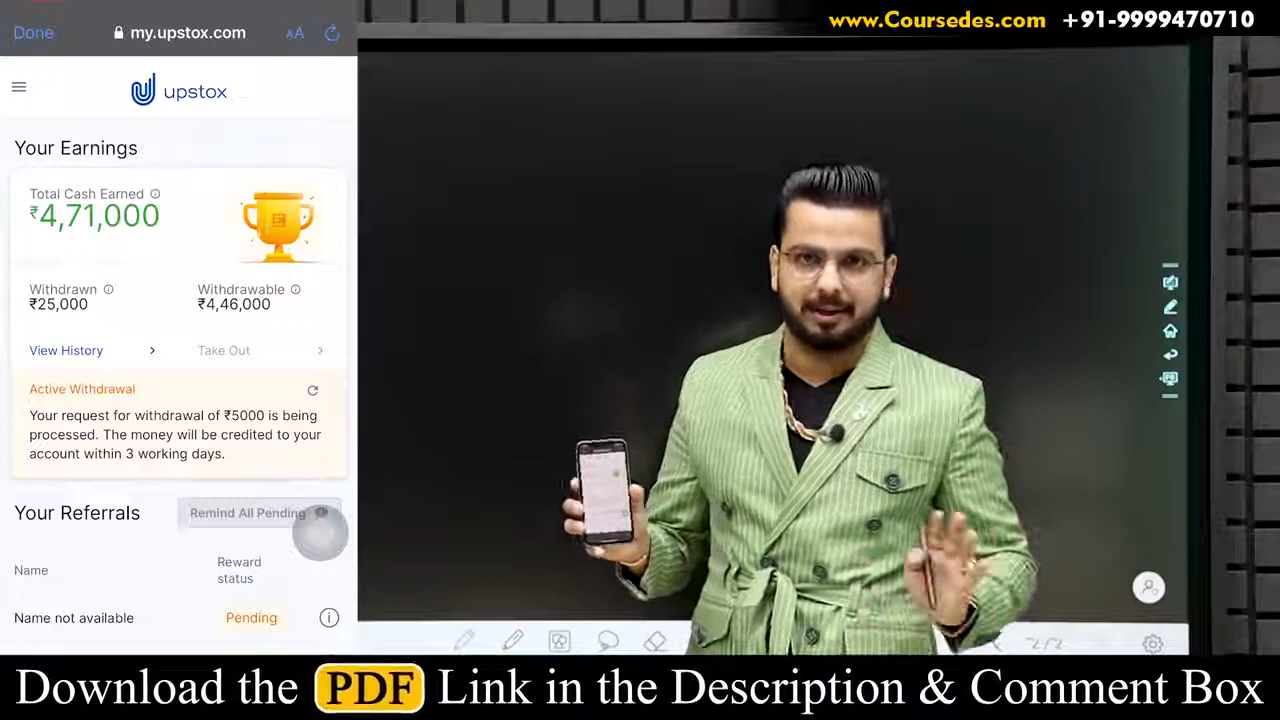 www.Coursedes.com +91-9999470710
Done
my.upstox.com
AA
upstox
Your Earnings
Total Cash Earned
₹4,71,000
Withdrawn
Withdrawable
₹25,000
₹4,46,000
View History
Take Out
Active Withdrawal
Your request for withdrawal of ₹5000 is being
processed. The money will be credited to your
account within 3 working days.
Your Referrals
Remind All Pending
Name
Reward
status
Name not available
Pending
2/2
Download the PDF Link in the Description & Comment Box